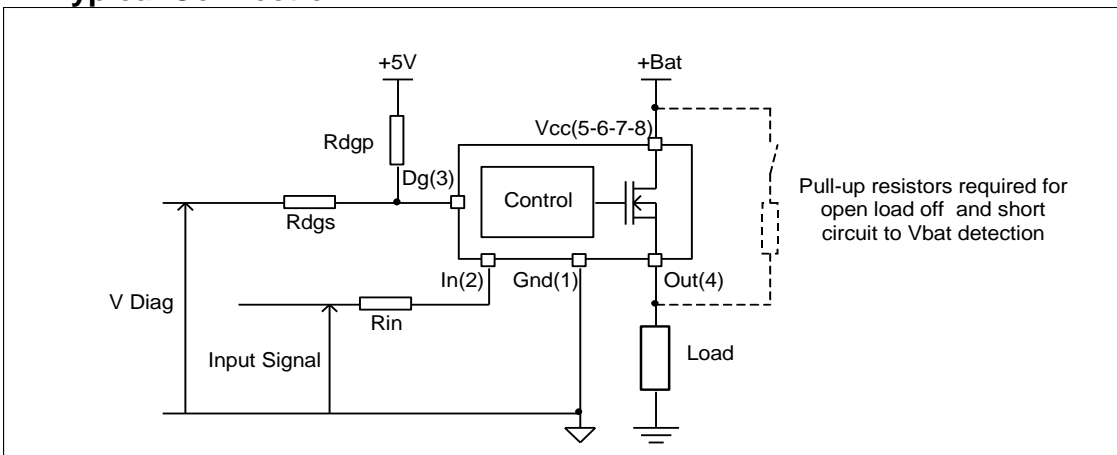 +5V
+Bat
Vcc(5-6-7-8)
Rdgp
Dg(3)
Control
Rdgs
Pull-up resistors required for
open load off and short
circuit to Vbat detection
In(2)
Gnd(1)
Out(4)
V Diag
Rin
Input Signal
Load